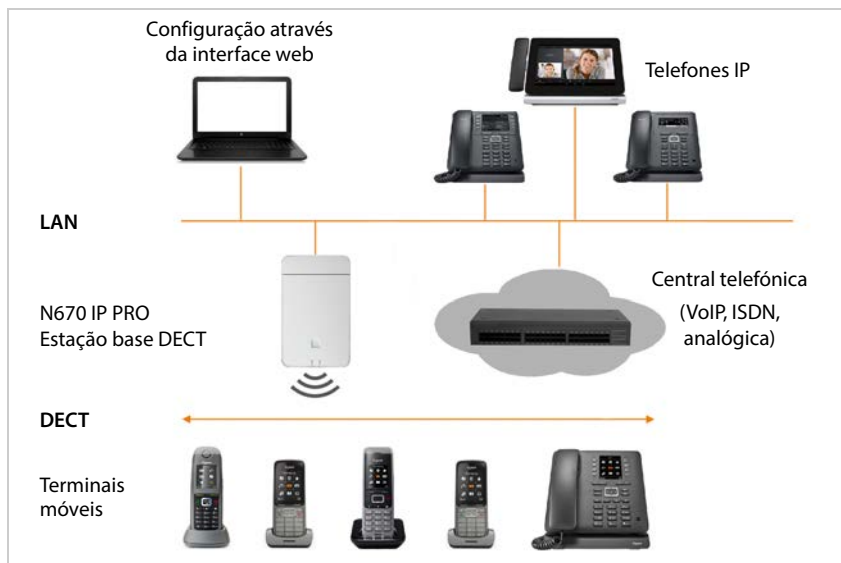 Configuração através
da interface web
Telefones IP
LAN
N670 IP PRO
Estação base DECT
Central telefónica
(VoIP, ISDN,
analógica)
DECT
Terminais
móveis